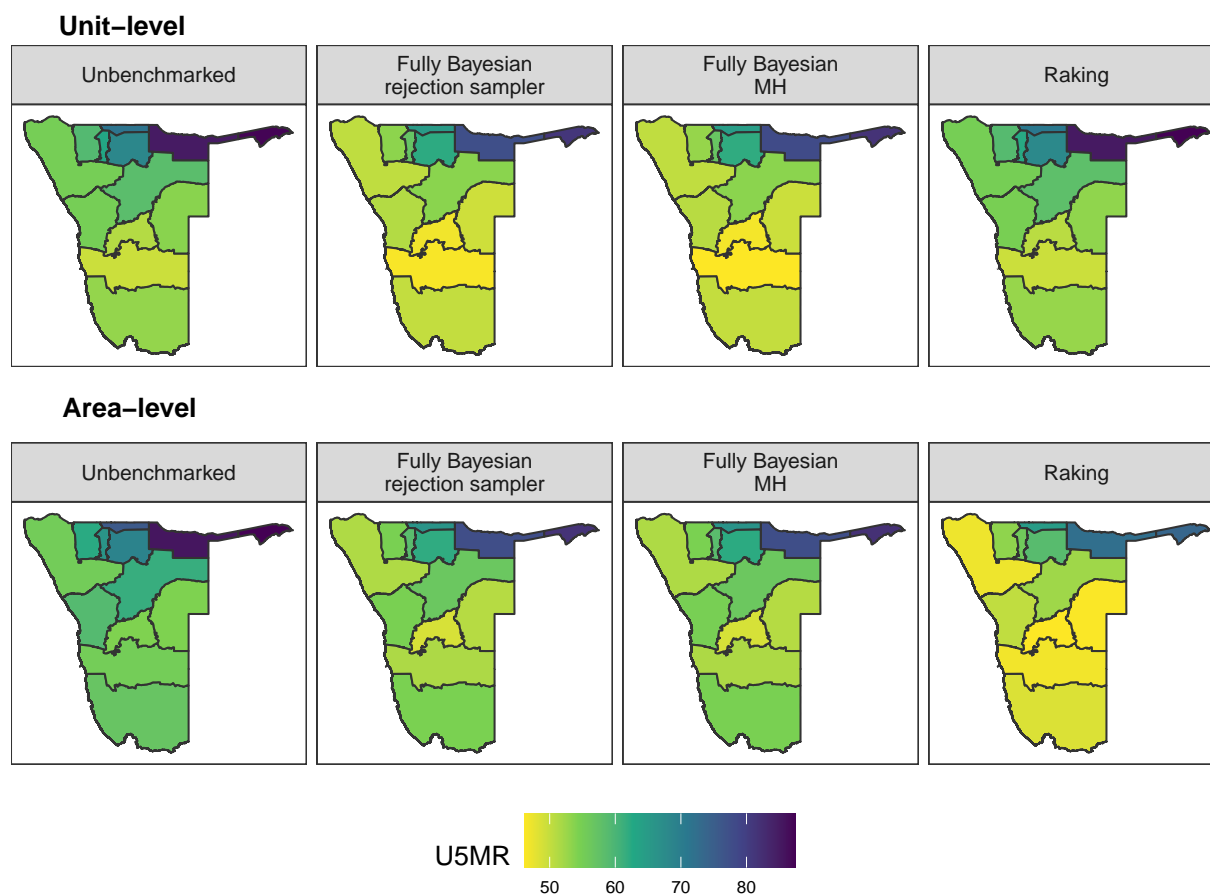 Unit−level
Unbenchmarked
Fully Bayesian
rejection sampler
Fully Bayesian
MH
Raking
Area−level
Unbenchmarked
Fully Bayesian
rejection sampler
Fully Bayesian
MH
Raking
U5MR
50 60 70 80